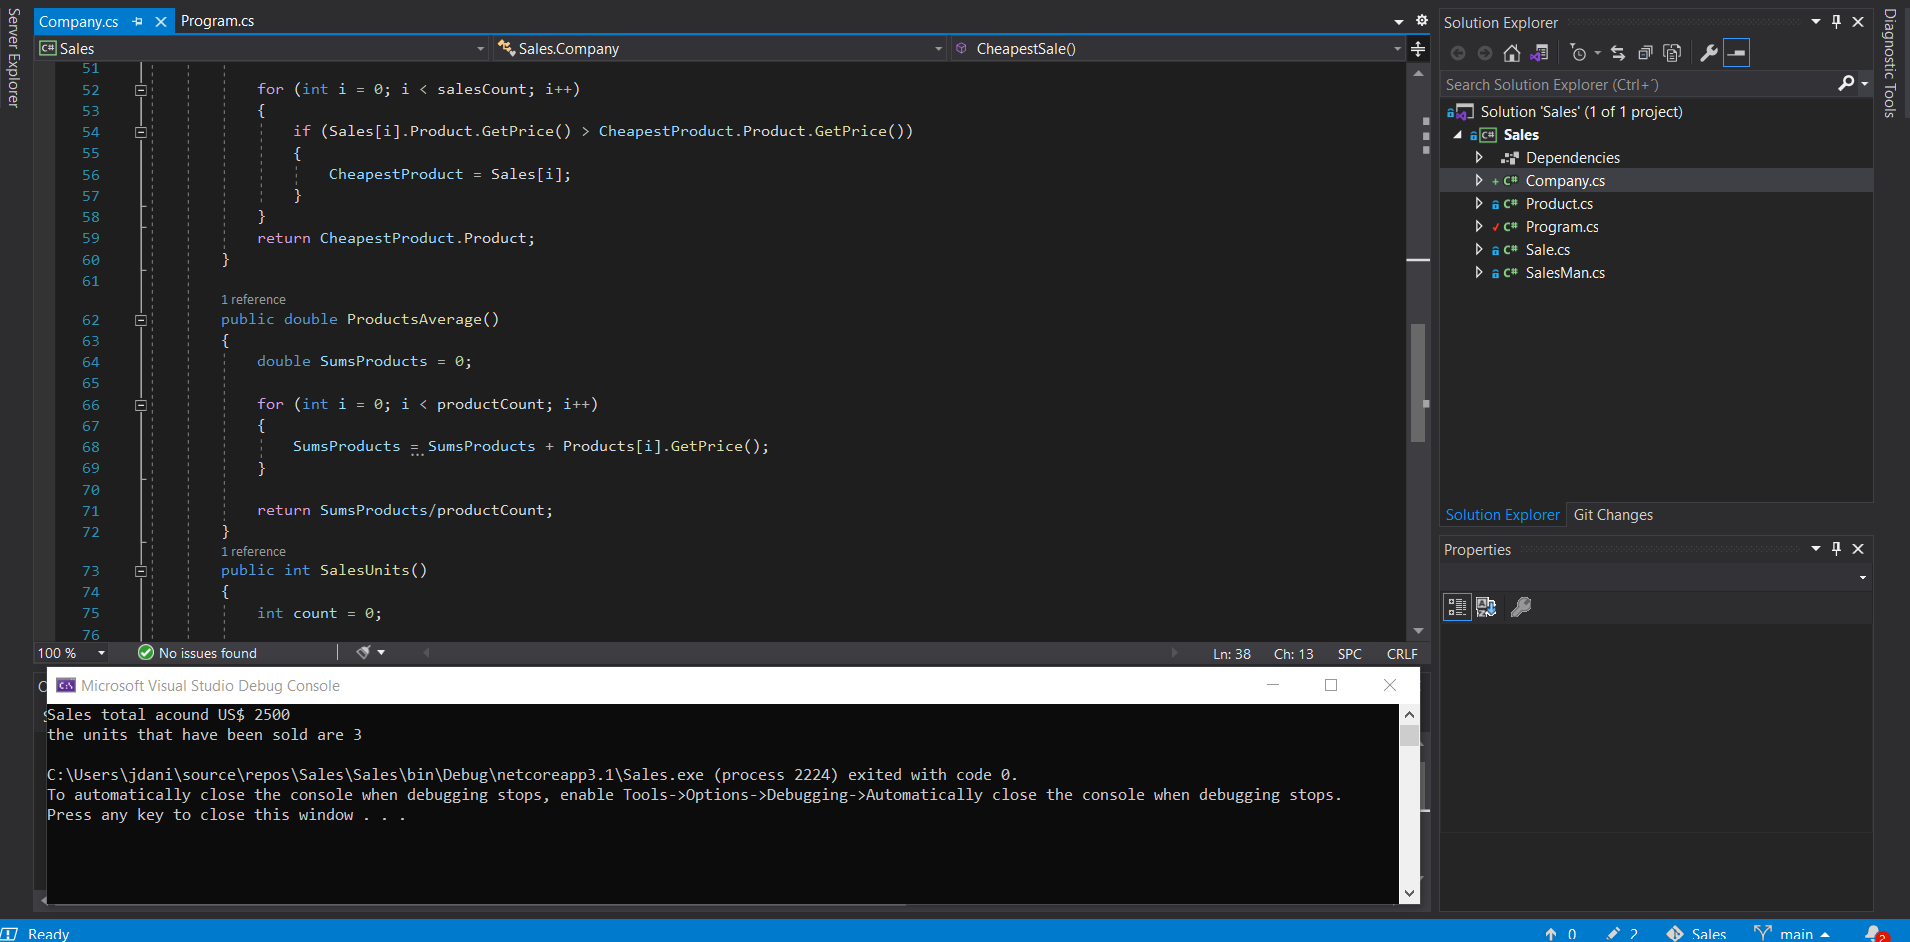 Server Explorer
Company.cs
Program.cs
C# Sales
Sales.Company
CheapestSale()
51
52 for (int i = 0; i < salesCount; i++)
53 {
54 if (Sales[i].Product.GetPrice() > CheapestProduct.Product.GetPrice())
55 {
56 CheapestProduct = Sales[i];
57 }
58 }
59 return CheapestProduct.Product;
60 }
61
1 reference
62 public double ProductsAverage()
63 {
64 double SumsProducts = 0;
65
66 for (int i = 0; i < productCount; i++)
67 {
68 SumsProducts = SumsProducts + Products[i].GetPrice();
69 }
70
71 return SumsProducts/productCount;
72 }
1 reference
73 public int SalesUnits()
74 {
75 int count = 0;
76
100 %
No issues found
Ln: 38 Ch: 13 SPC CRLF
C:\ Microsoft Visual Studio Debug Console
Sales total acound US$ 2500
the units that have been sold are 3
C:\Users\jdani\source\repos\Sales\Sales\bin\Debug\netcoreapp3.1\Sales.exe (process 2224) exited with code 0.
To automatically close the console when debugging stops, enable Tools->Options->Debugging->Automatically close the console when debugging stops.
Press any key to close this window . . .
Solution Explorer
Search Solution Explorer (Ctrl+´)
Solution 'Sales' (1 of 1 project)
C# Sales
Dependencies
+ C# Company.cs
C# Product.cs
C# Program.cs
C# Sale.cs
C# SalesMan.cs
Solution Explorer Git Changes
Properties
Diagnostic Tools
Ready
0
2
Sales
main
2